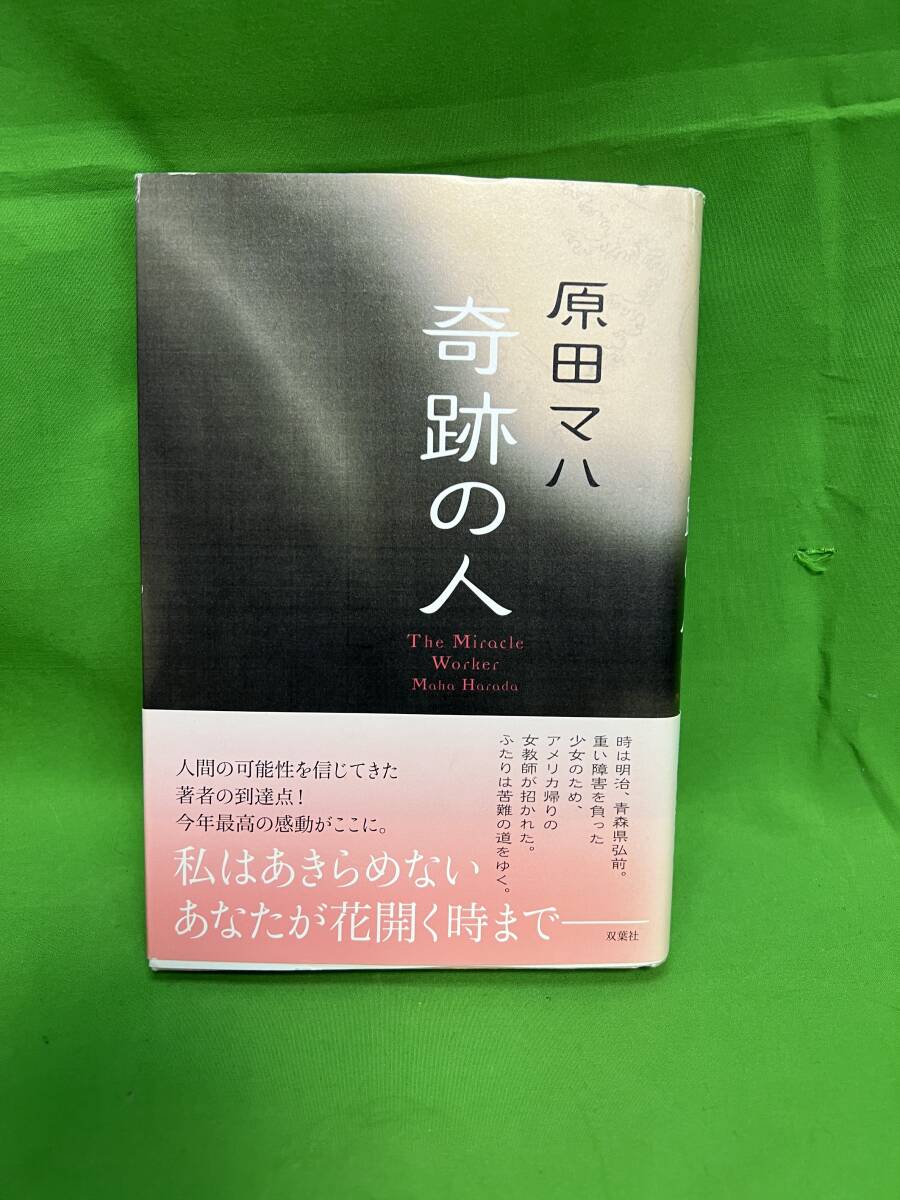 原田マハ
奇跡の人
The Miracle
Worker
Maha Harada
時は明治、青森県弘前。
重い障害を負った
少女のため、
アメリカ帰りの
女教師が招かれた。
ふたりは苦難の道をゆく。
人間の可能性を信じてきた
著者の到達点！
今年最高の感動がここに。
私はあきらめない
あなたが花開く時まで――
双葉社